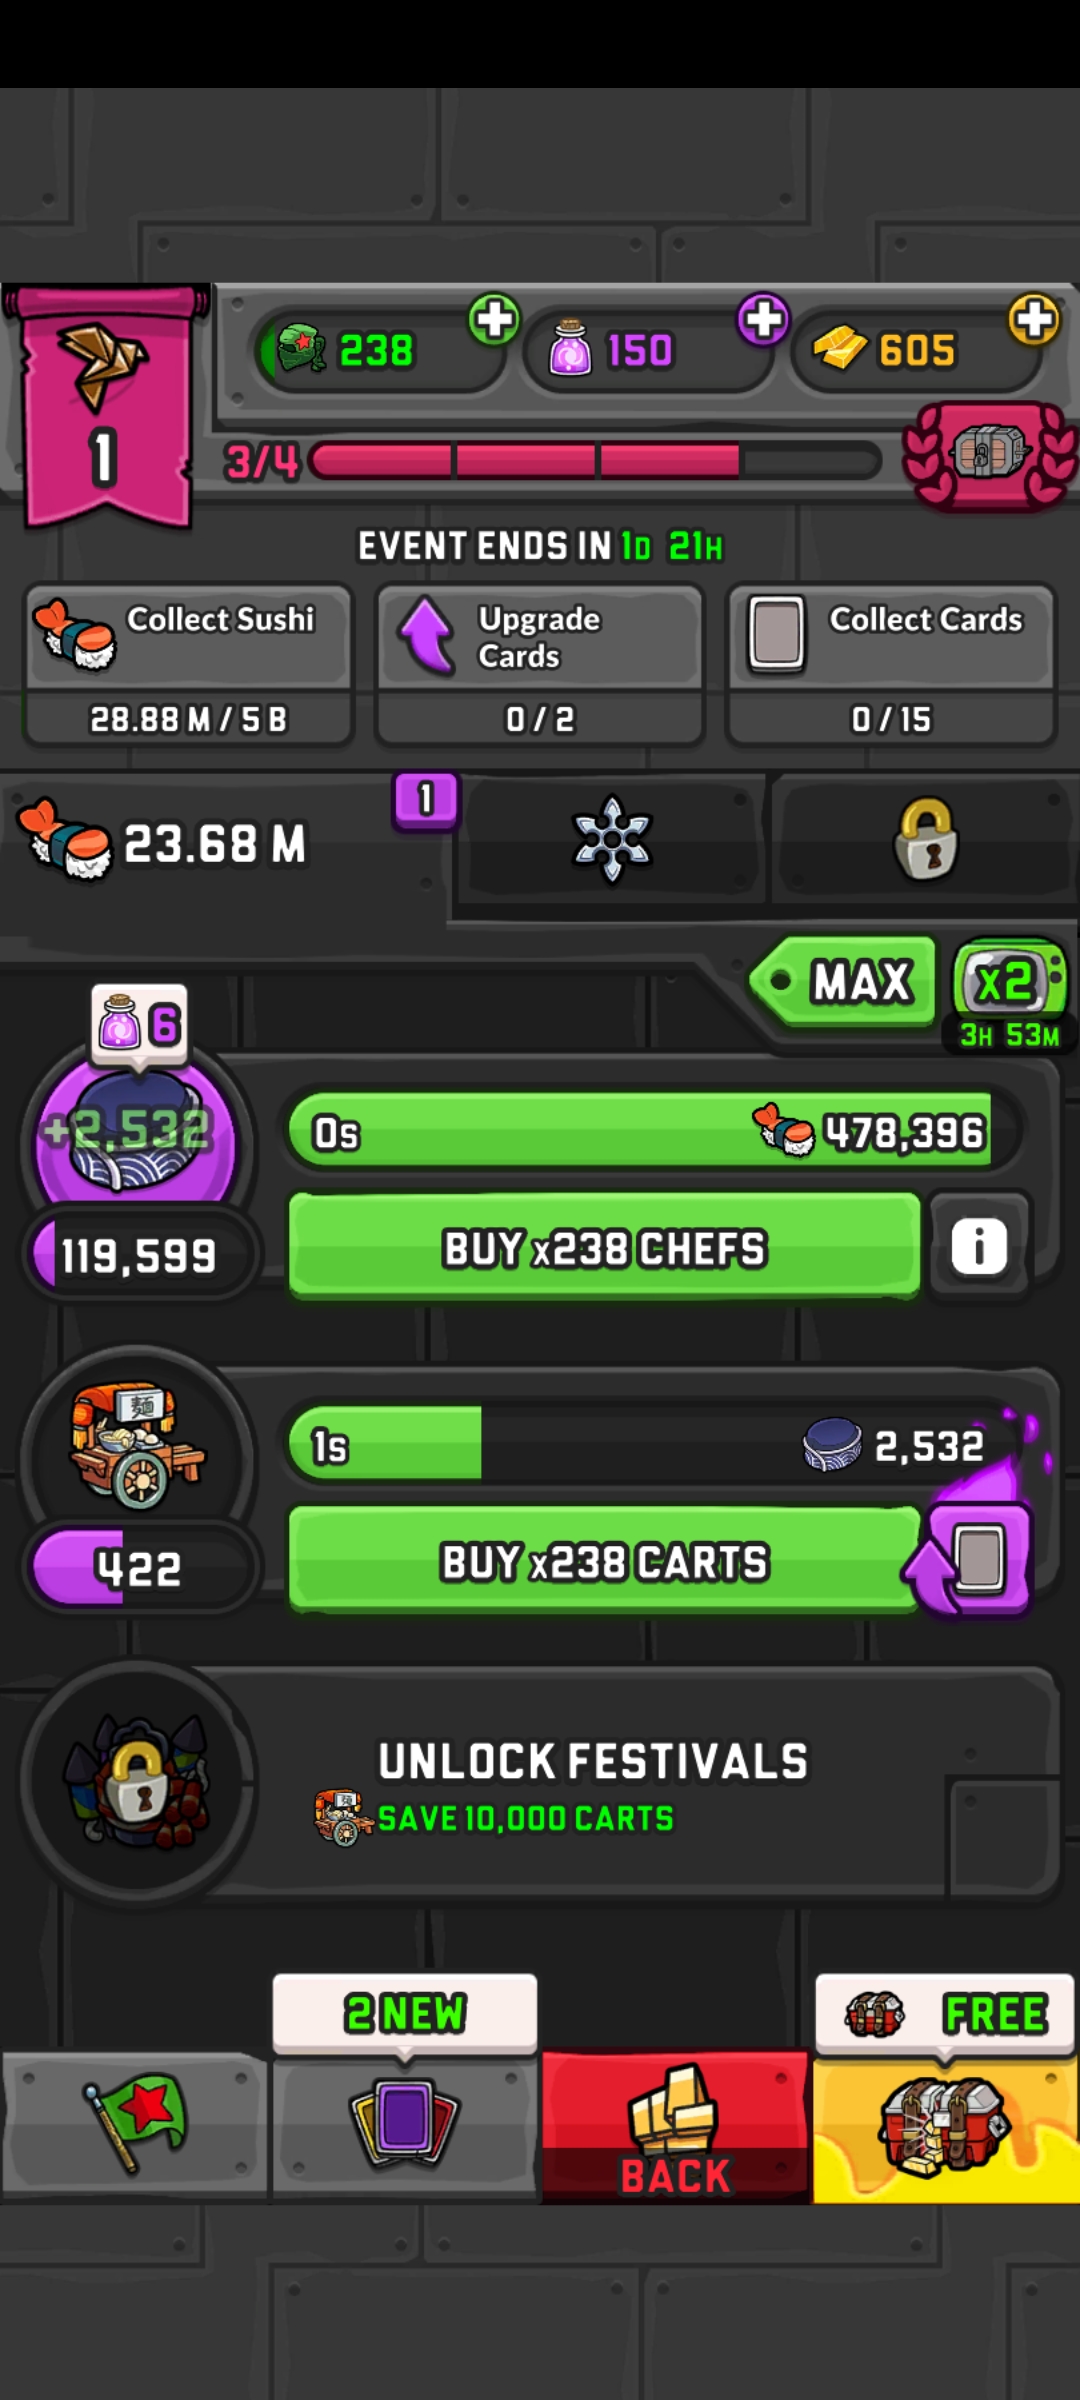 238
150
605
1
3/4
EVENT ENDS IN 1D 21H
Collect Sushi
28.88 M / 5 B
Upgrade
Cards
0 / 2
Collect Cards
0 / 15
23.68 M
1
MAX
x2
3H 53M
6
+2,532
119,599
0s
478,396
BUY x238 CHEFS
i
麺
422
1s
2,532
BUY x238 CARTS
UNLOCK FESTIVALS
SAVE 10,000 CARTS
2 NEW
FREE
BACK